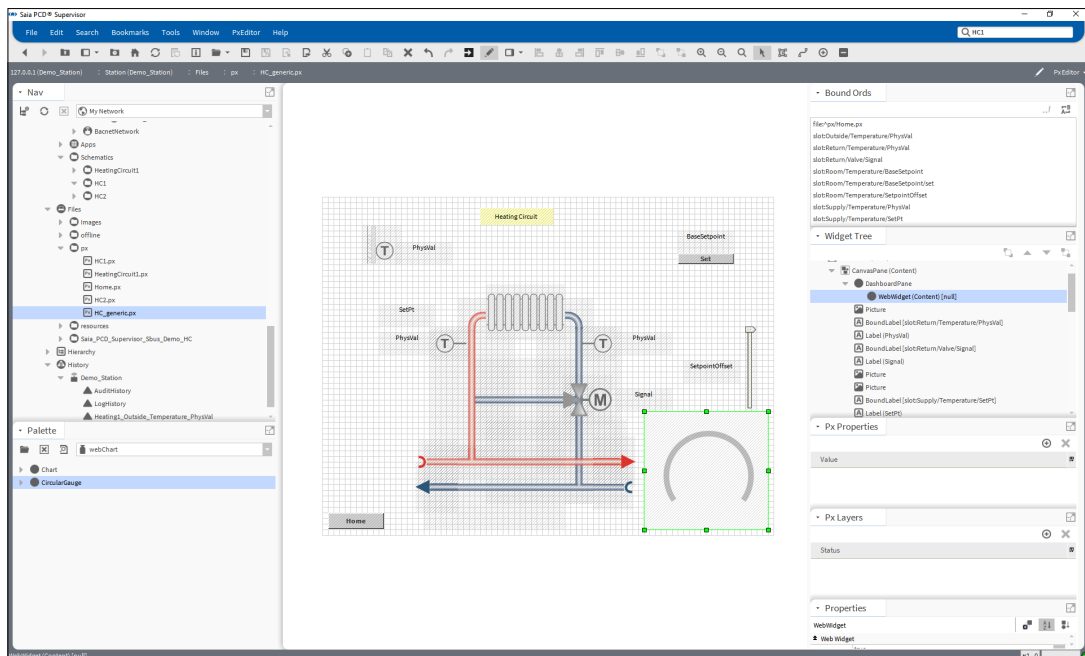 Saia PCD® Supervisor
File Edit Search Bookmarks Tools Window PxEditor Help
HC1
127.0.0.1 (Demo_Station) : Station (Demo_Station) : Files : px : HC_generic.px
PxEditor
Nav
My Network
BacnetNetwork
Apps
Schematics
HeatingCircuit1
HC1
HC2
Files
Images
offline
px
HC1.px
HeatingCircuit1.px
Home.px
HC2.px
HC_generic.px
resources
Saia_PCD_Supervisor_Sbus_Demo_HC
Hierarchy
History
Demo_Station
AuditHistory
LogHistory
Heating1_Outside_Temperature_PhysVal
Palette
webChart
Chart
CircularGauge
Heating Circuit
T
PhysVal
BaseSetpoint
Set
SetPt
PhysVal
T
T
PhysVal
SetpointOffset
M
Signal
Home
Bound Ords
file:^px/Home.px
slot:Outside/Temperature/PhysVal
slot:Return/Temperature/PhysVal
slot:Return/Valve/Signal
slot:Room/Temperature/BaseSetpoint
slot:Room/Temperature/BaseSetpoint/set
slot:Room/Temperature/SetpointOffset
slot:Supply/Temperature/PhysVal
slot:Supply/Temperature/SetPt
Widget Tree
CanvasPane (Content)
DashboardPane
WebWidget (Content) [null]
Picture
BoundLabel [slot:Return/Temperature/PhysVal]
Label (PhysVal)
BoundLabel [slot:Return/Valve/Signal]
Label (Signal)
Picture
Picture
BoundLabel [slot:Supply/Temperature/SetPt]
Label (SetPt)
Px Properties
Value
Px Layers
Status
Properties
WebWidget
Web Widget
WebWidget (Content) [null]